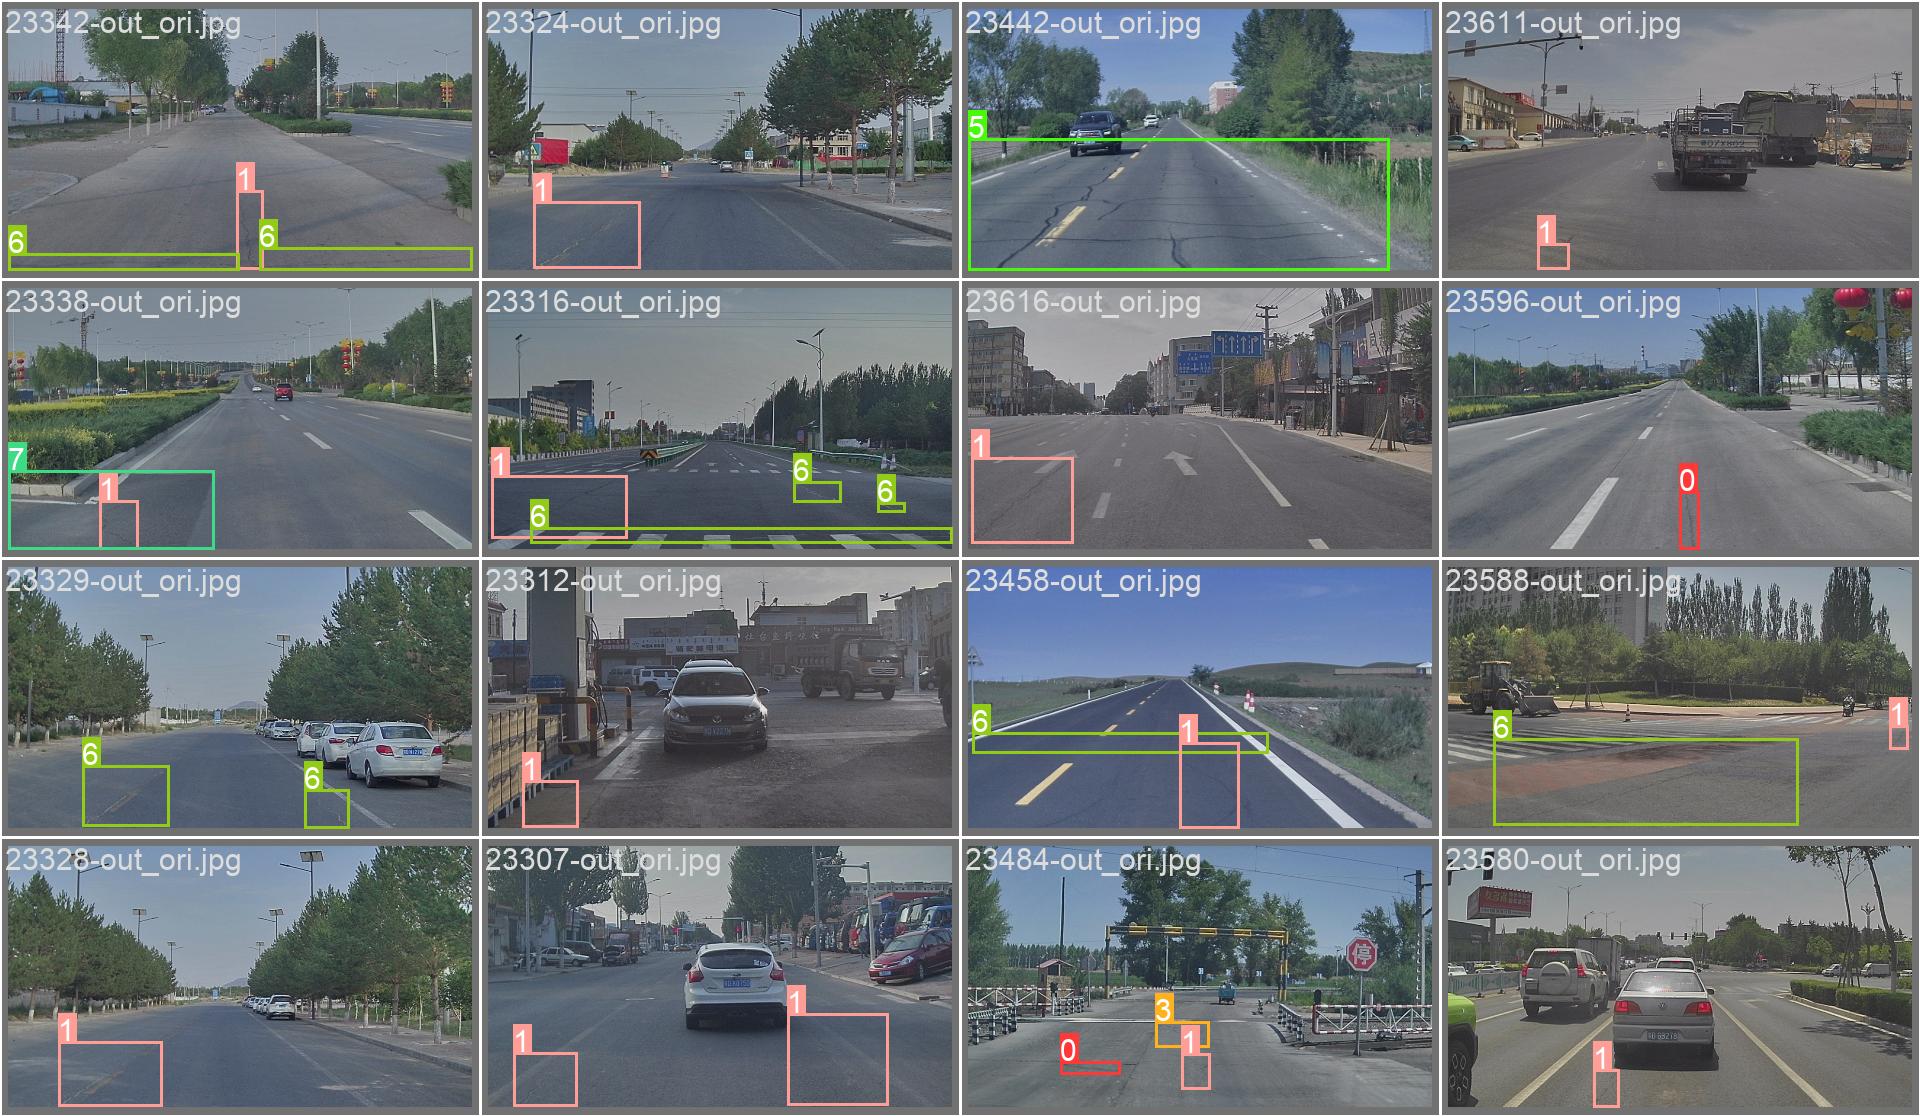 23342-out_ori.jpg
1
6
6
23324-out_ori.jpg
1
23442-out_ori.jpg
5
23611-out_ori.jpg
1
23338-out_ori.jpg
7
1
23316-out_ori.jpg
1
6
6
6
23616-out_ori.jpg
1
23596-out_ori.jpg
0
23329-out_ori.jpg
6
6
23312-out_ori.jpg
1
23458-out_ori.jpg
6
1
23588-out_ori.jpg
6
1
23328-out_ori.jpg
1
23307-out_ori.jpg
1
1
23484-out_ori.jpg
3
1
0
停
23580-out_ori.jpg
1